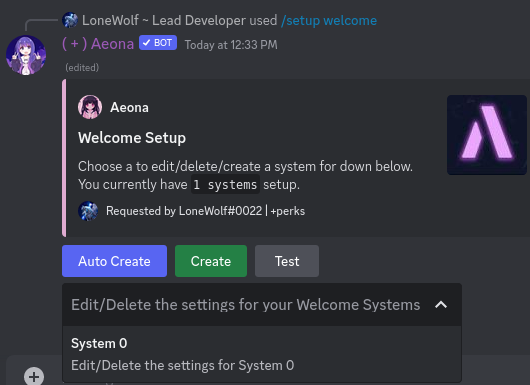 LoneWolf ~ Lead Developer used /setup welcome
( + ) Aeona ✔ BOT Today at 12:33 PM
(edited)
Aeona
Welcome Setup
Choose a to edit/delete/create a system for down below.
You currently have 1 systems setup.
Requested by LoneWolf#0022 | +perks
Auto Create
Create
Test
Edit/Delete the settings for your Welcome Systems
System 0
Edit/Delete the settings for System 0